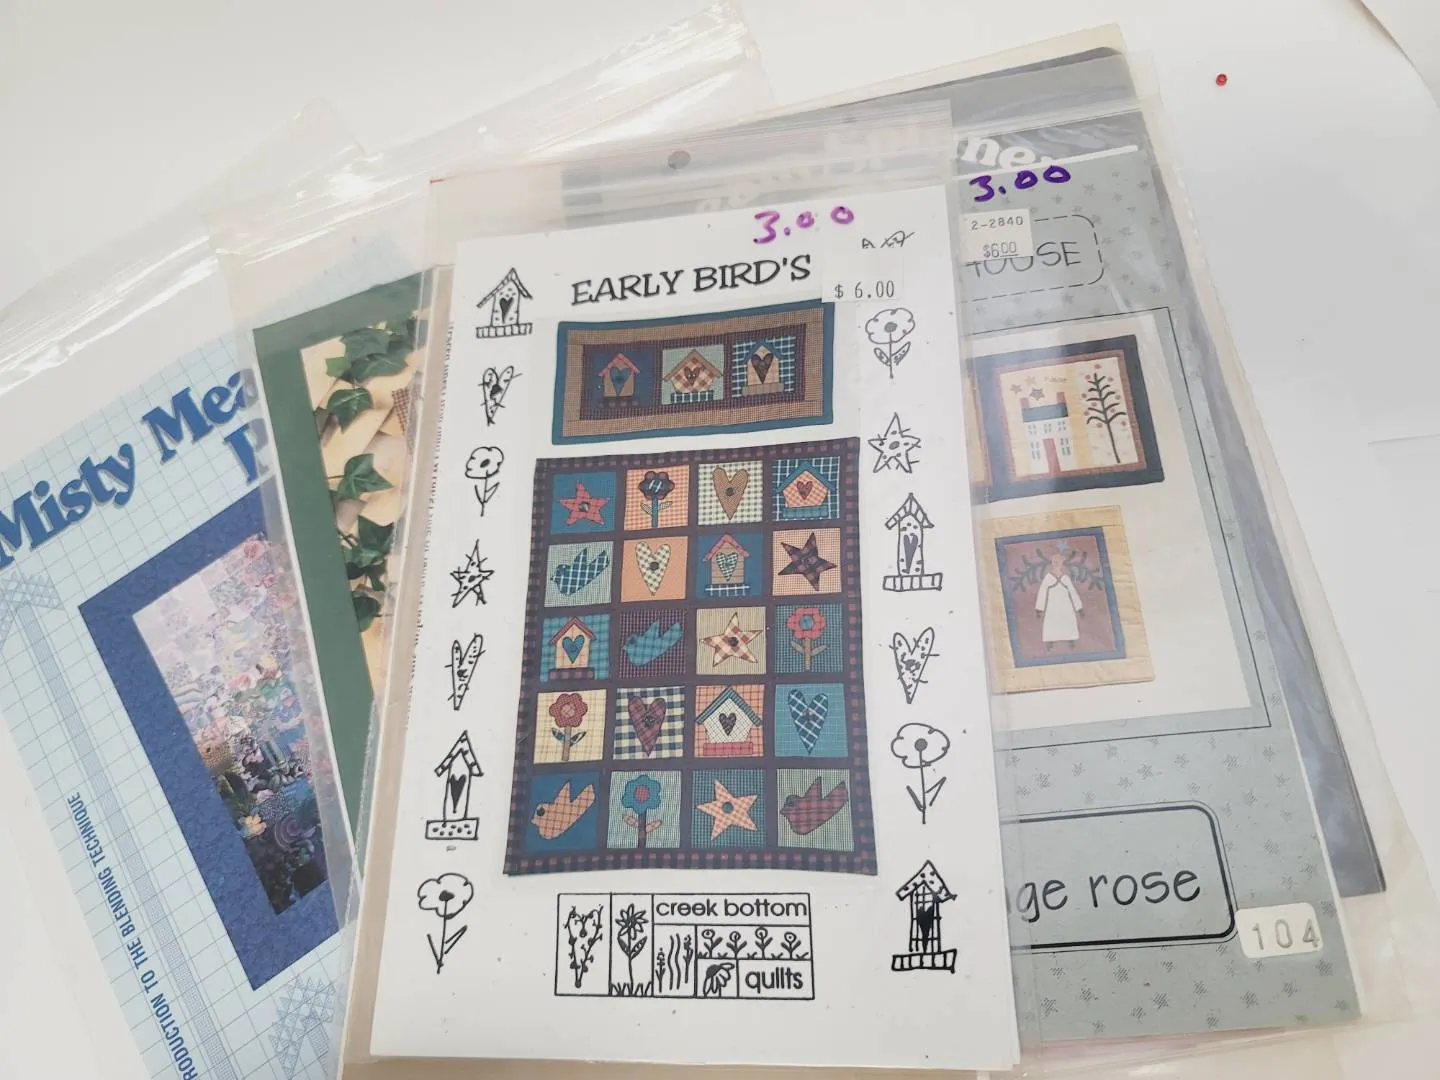 3.00
EARLY BIRD'S
$ 6.00
creek bottom
quilts
3.00
2-2840
$6.00
ge rose
104
Misty Mea
RODUCTION TO THE BLENDING TECHNIQUE